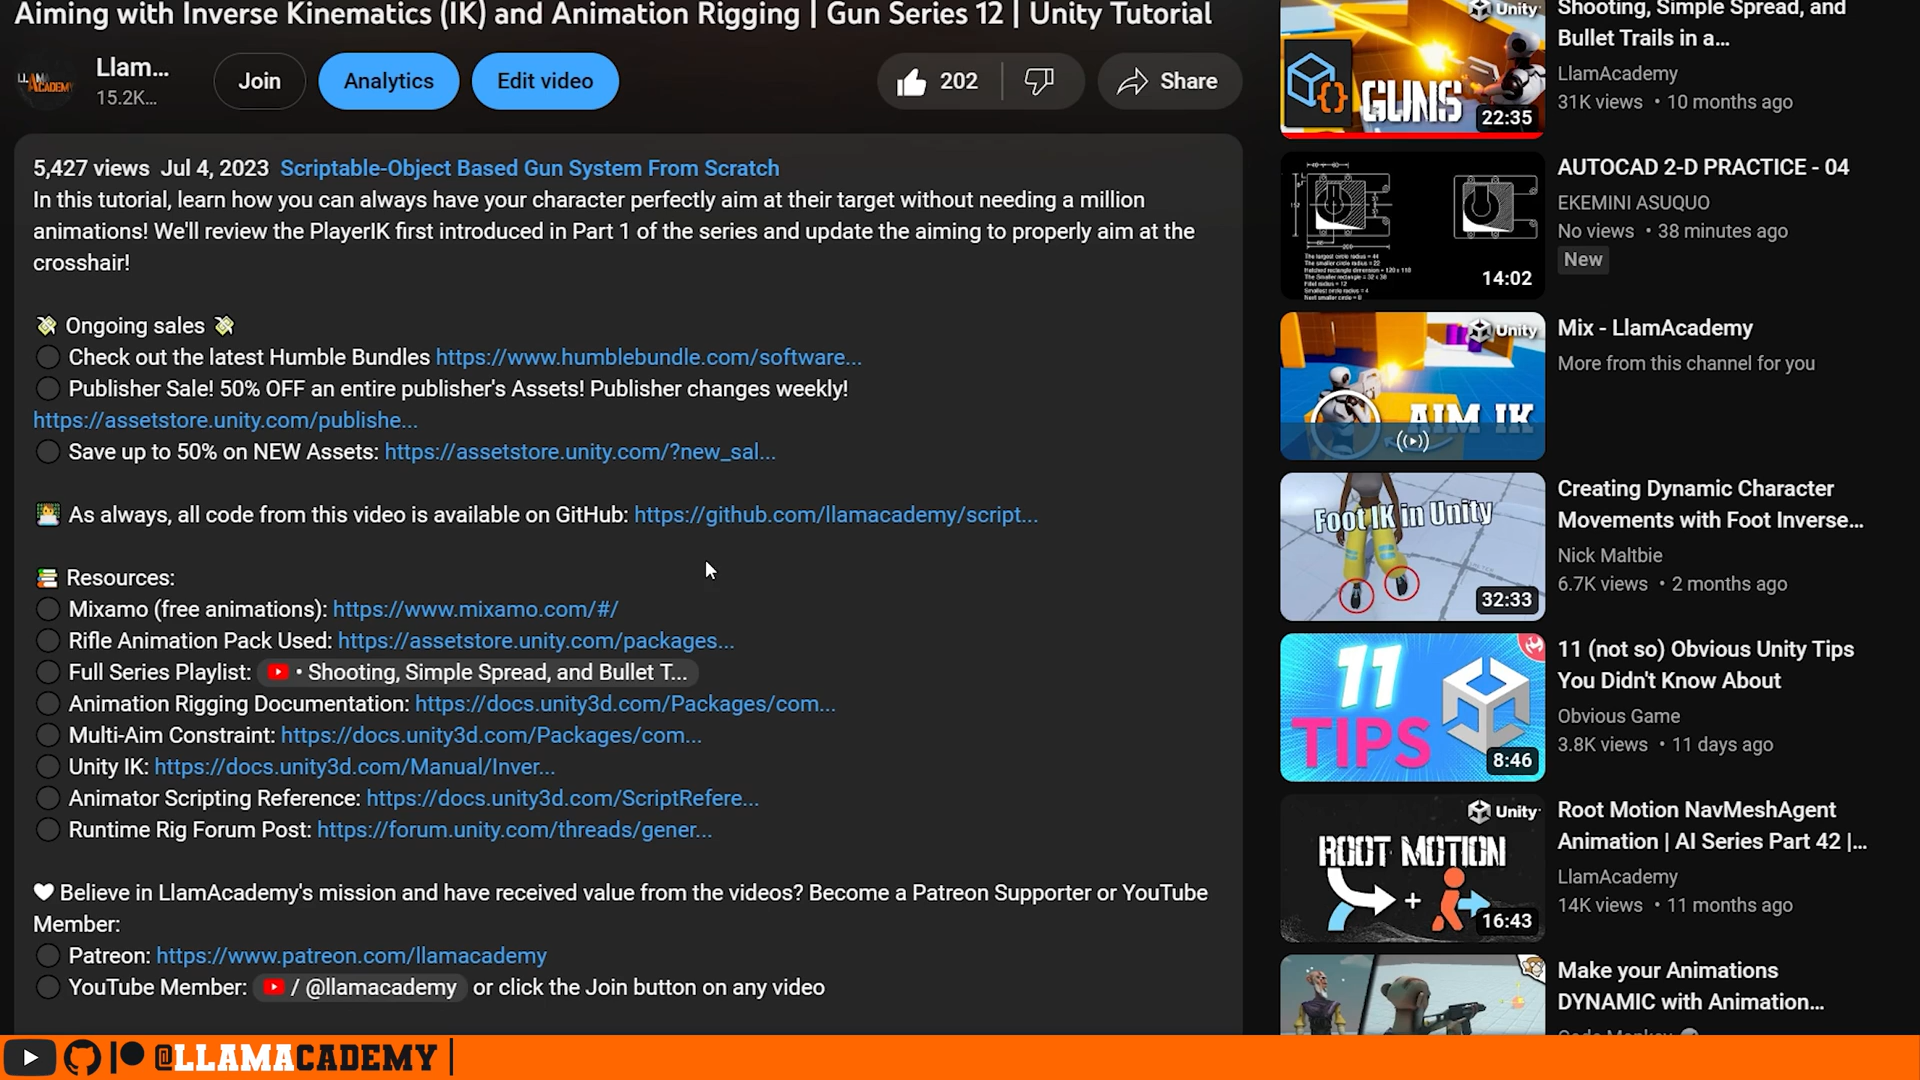 Aiming with Inverse Kinematics (IK) and Animation Rigging | Gun Series 12 | Unity Tutorial
LLAMACADEMY
Llam...
15.2K...
Join
Analytics
Edit video
202
Share
5,427 views Jul 4, 2023 Scriptable-Object Based Gun System From Scratch
In this tutorial, learn how you can always have your character perfectly aim at their target without needing a million
animations! We'll review the PlayerIK first introduced in Part 1 of the series and update the aiming to properly aim at the
crosshair!
Ongoing sales
Check out the latest Humble Bundles https://www.humblebundle.com/software...
Publisher Sale! 50% OFF an entire publisher's Assets! Publisher changes weekly!
https://assetstore.unity.com/publishe...
Save up to 50% on NEW Assets: https://assetstore.unity.com/?new_sal...
As always, all code from this video is available on GitHub: https://github.com/llamacademy/script...
Resources:
Mixamo (free animations): https://www.mixamo.com/#/
Rifle Animation Pack Used: https://assetstore.unity.com/packages...
Full Series Playlist: • Shooting, Simple Spread, and Bullet T...
Animation Rigging Documentation: https://docs.unity3d.com/Packages/com...
Multi-Aim Constraint: https://docs.unity3d.com/Packages/com...
Unity IK: https://docs.unity3d.com/Manual/Inver...
Animator Scripting Reference: https://docs.unity3d.com/ScriptRefere...
Runtime Rig Forum Post: https://forum.unity.com/threads/gener...
Believe in LlamAcademy's mission and have received value from the videos? Become a Patreon Supporter or YouTube
Member:
Patreon: https://www.patreon.com/llamacademy
YouTube Member: / @llamacademy or click the Join button on any video
Unity
GUNS
22:35
Shooting, Simple Spread, and
Bullet Trails in a...
LlamAcademy
31K views • 10 months ago
14:02
AUTOCAD 2-D PRACTICE - 04
EKEMINI ASUQUO
No views • 38 minutes ago
New
Unity
AIM IK
Mix - LlamAcademy
More from this channel for you
Foot IK in Unity
32:33
Creating Dynamic Character
Movements with Foot Inverse...
Nick Maltbie
6.7K views • 2 months ago
11
TIPS
8:46
11 (not so) Obvious Unity Tips
You Didn't Know About
Obvious Game
3.8K views • 11 days ago
Unity
ROOT MOTION
+
16:43
Root Motion NavMeshAgent
Animation | AI Series Part 42 |...
LlamAcademy
14K views • 11 months ago
Make your Animations
DYNAMIC with Animation...
Code Monkey
@LLAMACADEMY